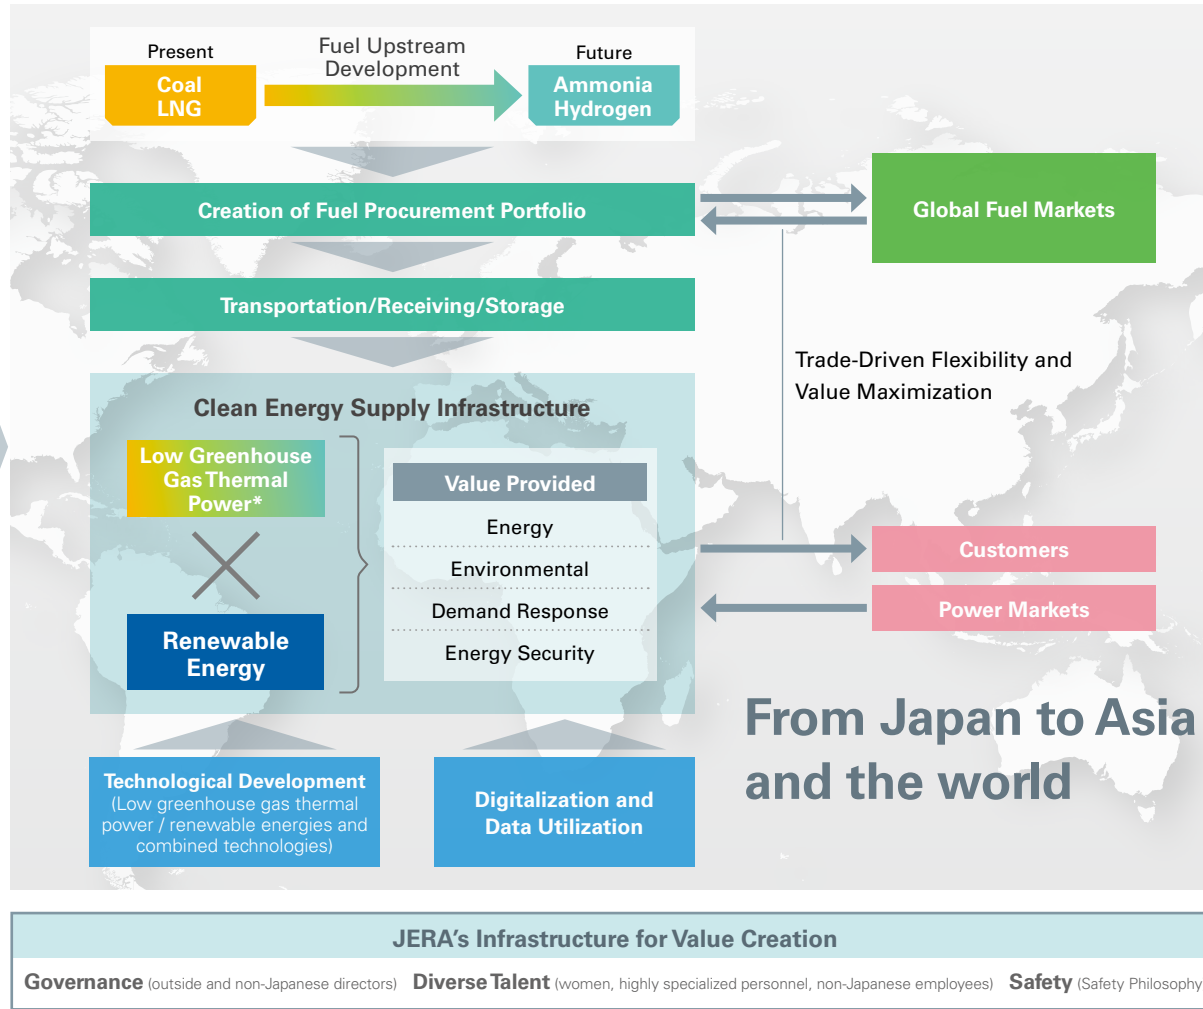 Present
Fuel Upstream
Development
Future
Coal
LNG
Ammonia
Hydrogen
Creation of Fuel Procurement Portfolio
Global Fuel Markets
Transportation/Receiving/Storage
Trade-Driven Flexibility and
Value Maximization
Clean Energy Supply Infrastructure
Low Greenhouse
Gas Thermal
Power*
Renewable
Energy
Value Provided
Energy
Environmental
Demand Response
Energy Security
Customers
Power Markets
From Japan to Asia
and the world
Technological Development
(Low greenhouse gas thermal
power / renewable energies and
combined technologies)
Digitalization and
Data Utilization
JERA's Infrastructure for Value Creation
Governance (outside and non-Japanese directors) Diverse Talent (women, highly specialized personnel, non-Japanese employees) Safety (Safety Philosophy